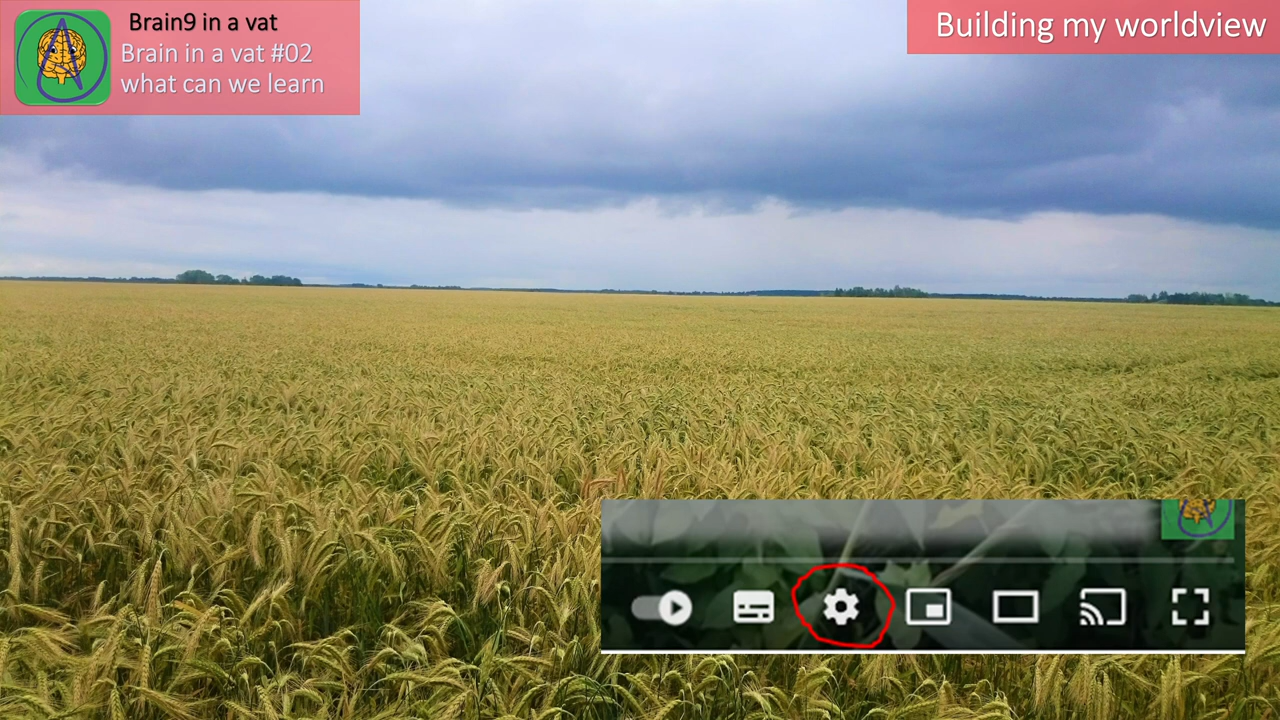 Brain9 in a vat
Brain in a vat #02
what can we learn
Building my worldview